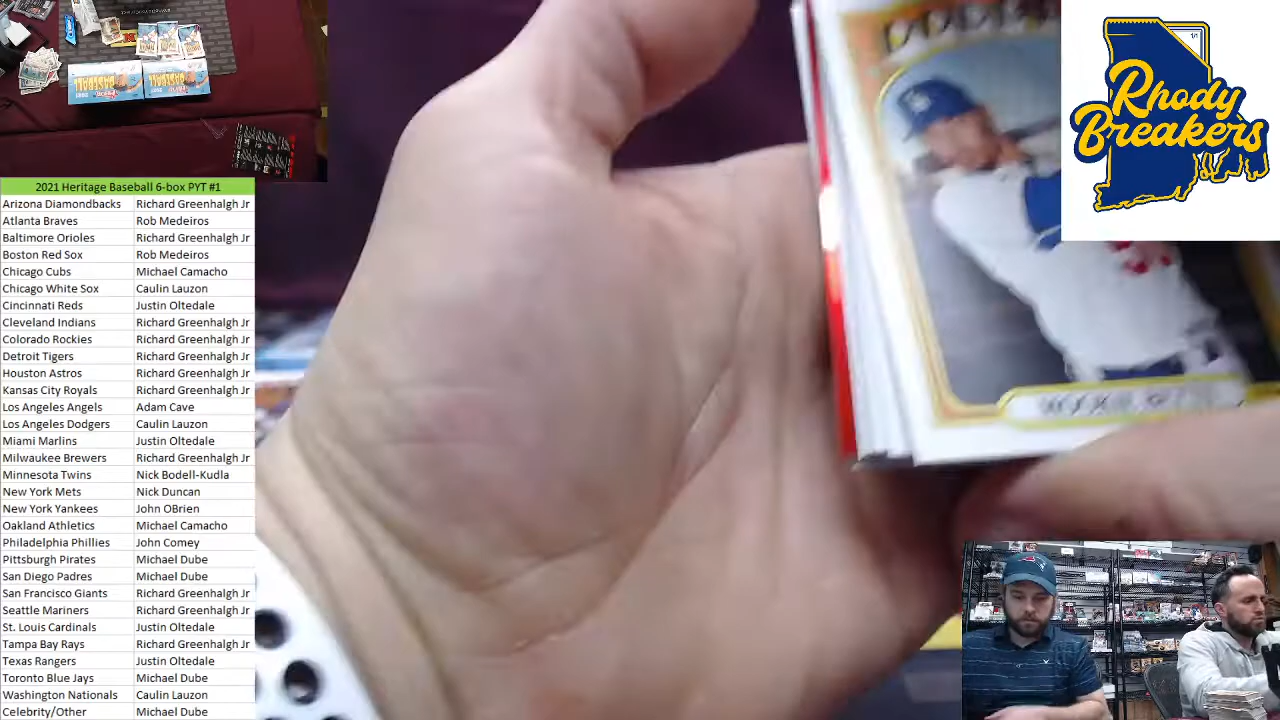 Rhody
Breakers
1/1
2021 Heritage Baseball 6-box PYT #1
Arizona Diamondbacks Richard Greenhalgh Jr
Atlanta Braves Rob Medeiros
Baltimore Orioles Richard Greenhalgh Jr
Boston Red Sox Rob Medeiros
Chicago Cubs Michael Camacho
Chicago White Sox Caulin Lauzon
Cincinnati Reds Justin Oltedale
Cleveland Indians Richard Greenhalgh Jr
Colorado Rockies Richard Greenhalgh Jr
Detroit Tigers Richard Greenhalgh Jr
Houston Astros Richard Greenhalgh Jr
Kansas City Royals Richard Greenhalgh Jr
Los Angeles Angels Adam Cave
Los Angeles Dodgers Caulin Lauzon
Miami Marlins Justin Oltedale
Milwaukee Brewers Richard Greenhalgh Jr
Minnesota Twins Nick Bodell-Kudla
New York Mets Nick Duncan
New York Yankees John OBrien
Oakland Athletics Michael Camacho
Philadelphia Phillies John Comey
Pittsburgh Pirates Michael Dube
San Diego Padres Michael Dube
San Francisco Giants Richard Greenhalgh Jr
Seattle Mariners Richard Greenhalgh Jr
St. Louis Cardinals Justin Oltedale
Tampa Bay Rays Richard Greenhalgh Jr
Texas Rangers Justin Oltedale
Toronto Blue Jays Michael Dube
Washington Nationals Caulin Lauzon
Celebrity/Other Michael Dube
BASEBALL
BASEBALL